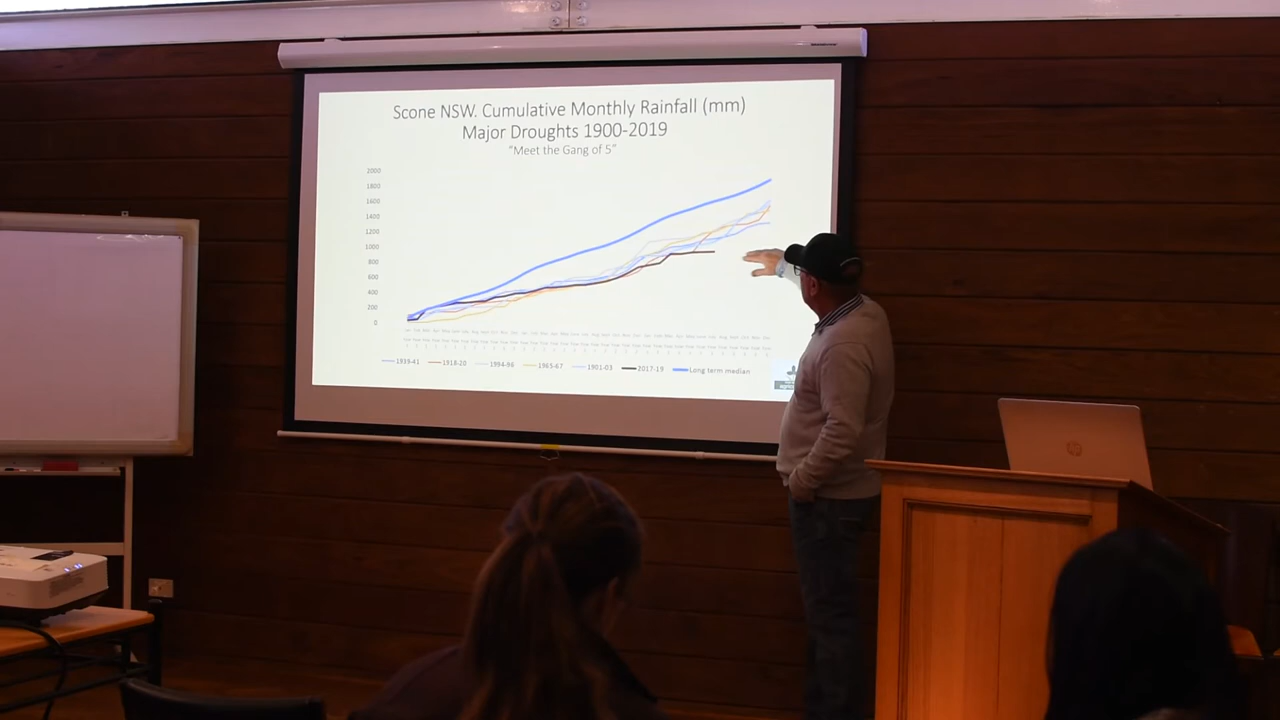 Scone NSW. Cumulative Monthly Rainfall (mm)
Major Droughts 1900-2019
“Meet the Gang of 5”
2000
1800
1600
1400
1200
1000
800
600
400
200
0
1939-41 1918-20 1994-96 1965-67 1901-03 2017-19 Long term median
hp